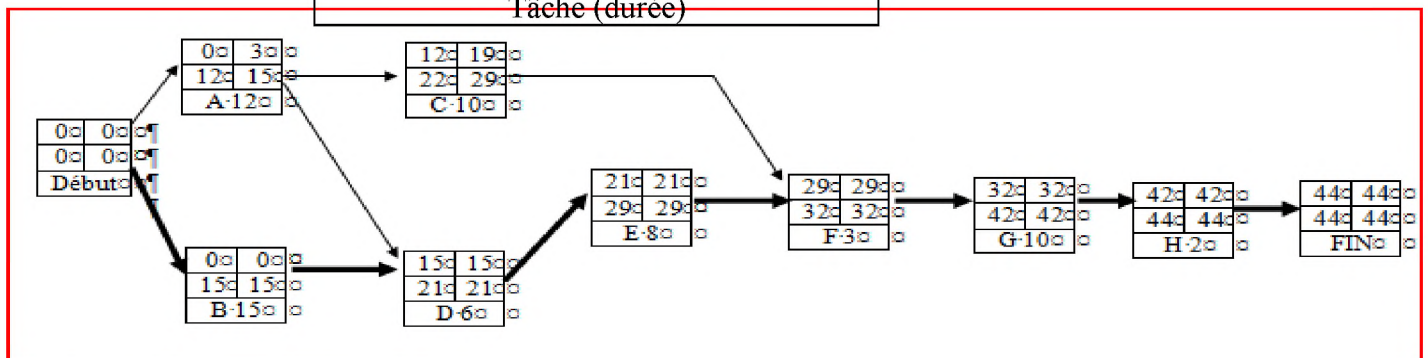 Tâche (durée)
0¤ 3¤¤
12¤ 15¤¤
A·12¤ ¤
12¤ 19¤¤
22¤ 29¤¤
C·10¤ ¤
0¤ 0¤¤¶
0¤ 0¤¤¶
Début¤¤¶
21¤ 21¤¤
29¤ 29¤¤
E·8¤ ¤
29¤ 29¤¤
32¤ 32¤¤
F·3¤ ¤
32¤ 32¤¤
42¤ 42¤¤
G·10¤ ¤
42¤ 42¤¤
44¤ 44¤¤
H·2¤ ¤
44¤ 44¤¤
44¤ 44¤¤
FIN¤ ¤
0¤ 0¤¤
15¤ 15¤¤
B·15¤ ¤
15¤ 15¤¤
21¤ 21¤¤
D·6¤ ¤